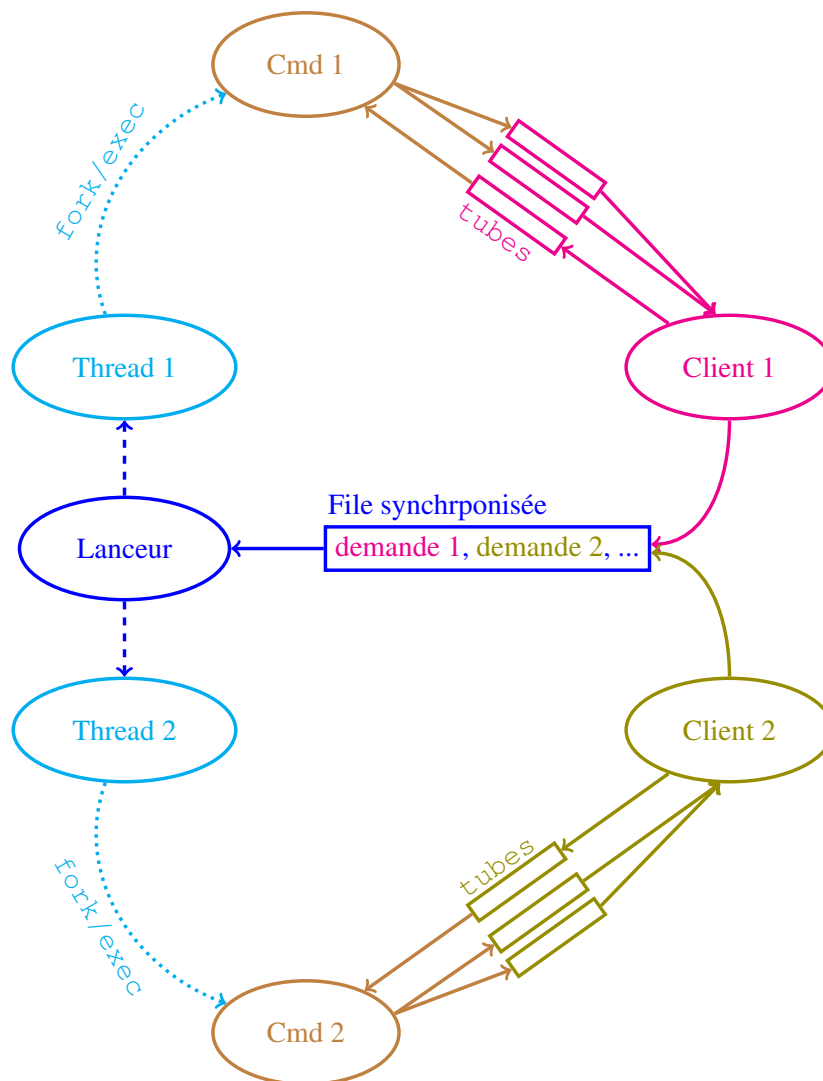 Cmd 1
fork/exec
tubes
Thread 1
Client 1
File synchrponisée
Lanceur
demande 1, demande 2, ...
Thread 2
Client 2
tubes
fork/exec
Cmd 2